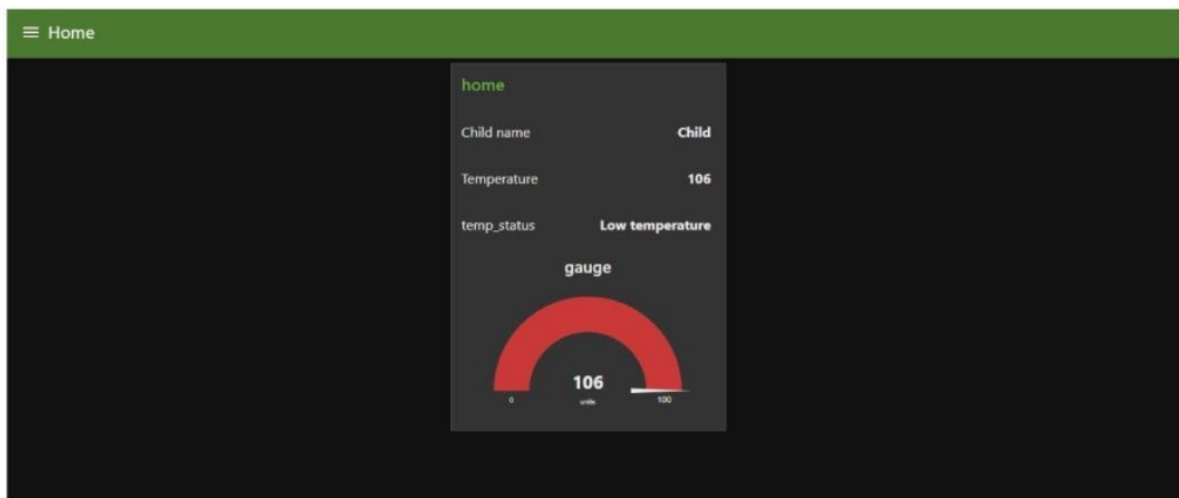 Home
home
Child name Child
Temperature 106
temp_status Low temperature
gauge
106
units
0 100